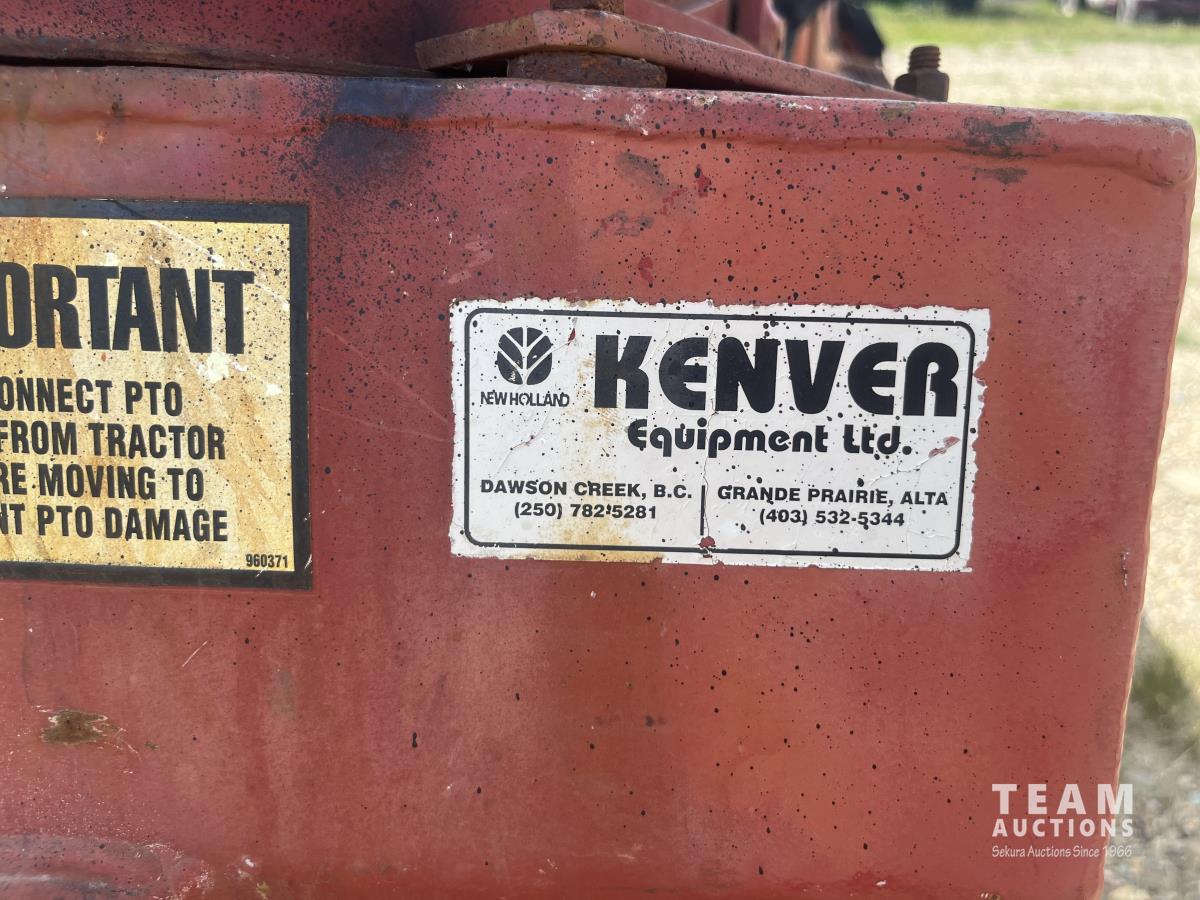 ORTANT
ONNECT PTO
FROM TRACTOR
RE MOVING TO
NT PTO DAMAGE
960371
NEW HOLLAND
KENVER
Equipment Ltd.
DAWSON CREEK, B.C.
(250) 782-5281
GRANDE PRAIRIE, ALTA
(403) 532-5344
TEAM
AUCTIONS
Sekura Auctions Since 1966